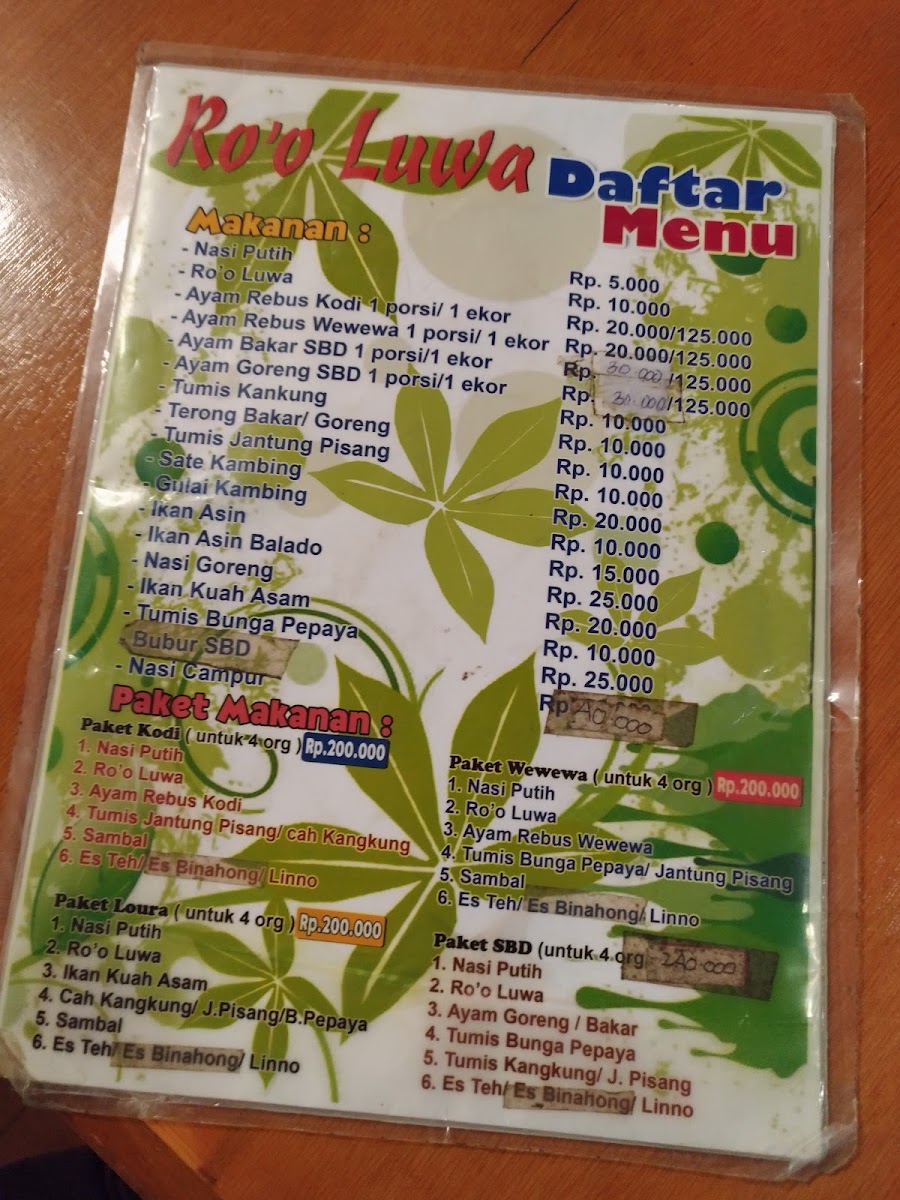 Ro'o Luwa Daftar
Menu
Makanan :
- Nasi Putih Rp. 5.000
- Ro'o Luwa Rp. 10.000
- Ayam Rebus Kodi 1 porsi/ 1 ekor Rp. 20.000/125.000
- Ayam Rebus Wewewa 1 porsi/ 1 ekor Rp. 20.000/125.000
- Ayam Bakar SBD 1 porsi/1 ekor Rp. 30.000/125.000
- Ayam Goreng SBD 1 porsi/1 ekor Rp. 30.000/125.000
- Tumis Kankung Rp. 10.000
- Terong Bakar/ Goreng Rp. 10.000
- Tumis Jantung Pisang Rp. 10.000
- Sate Kambing Rp. 10.000
- Gulai Kambing Rp. 20.000
- Ikan Asin Rp. 10.000
- Ikan Asin Balado Rp. 15.000
- Nasi Goreng Rp. 25.000
- Ikan Kuah Asam Rp. 20.000
- Tumis Bunga Pepaya Rp. 10.000
- Bubur SBD Rp. 25.000
- Nasi Campur Rp 40.000
Paket Makanan :
Paket Kodi ( untuk 4 org ) Rp.200.000
1. Nasi Putih
2. Ro'o Luwa
3. Ayam Rebus Kodi
4. Tumis Jantung Pisang/ cah Kangkung
5. Sambal
6. Es Teh/ Es Binahong/ Linno
Paket Wewewa ( untuk 4 org ) Rp.200.000
1. Nasi Putih
2. Ro'o Luwa
3. Ayam Rebus Wewewa
4. Tumis Bunga Pepaya/ Jantung Pisang
5. Sambal
6. Es Teh/ Es Binahong/ Linno
Paket Loura ( untuk 4 org ) Rp.200.000
1. Nasi Putih
2. Ro'o Luwa
3. Ikan Kuah Asam
4. Cah Kangkung/ J.Pisang/B.Pepaya
5. Sambal
6. Es Teh/ Es Binahong/ Linno
Paket SBD (untuk 4 org 240.000
1. Nasi Putih
2. Ro'o Luwa
3. Ayam Goreng / Bakar
4. Tumis Bunga Pepaya
5. Tumis Kangkung/ J. Pisang
6. Es Teh/ Es Binahong/ Linno